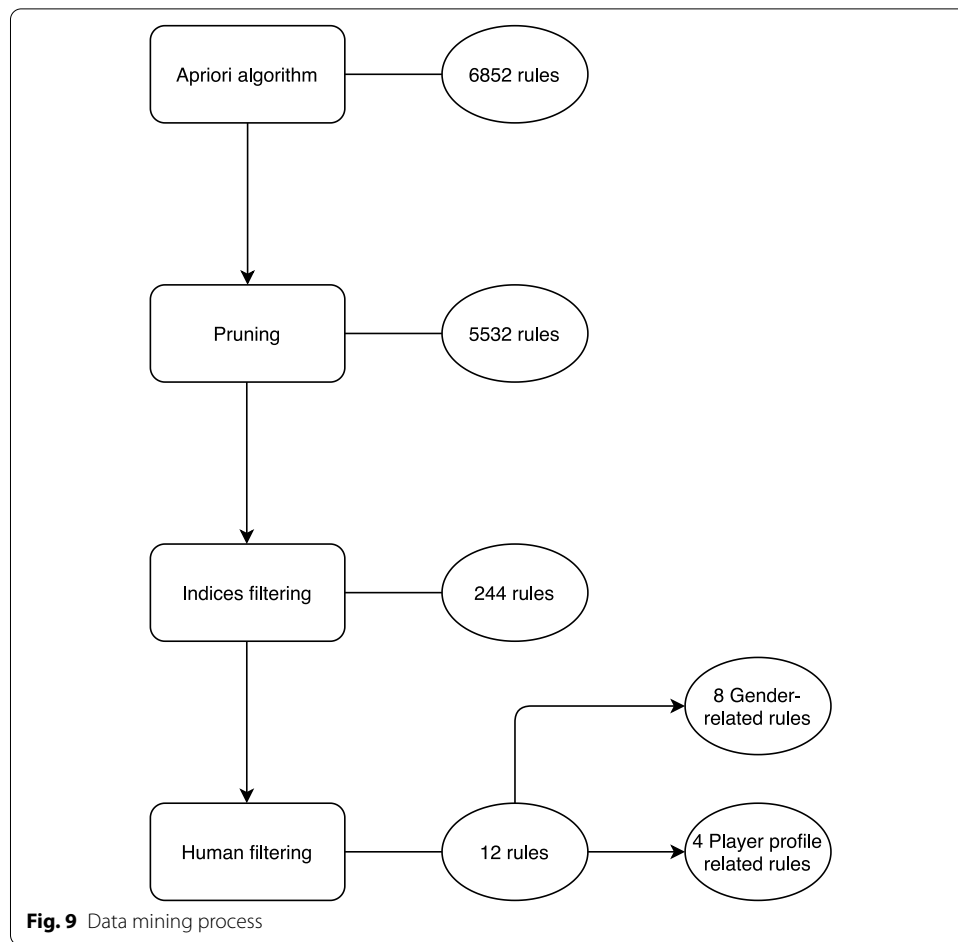 Apriori algorithm
6852 rules
Pruning
5532 rules
Indices filtering
244 rules
8 Gender-
related rules
Human filtering
12 rules
4 Player profile
related rules
Fig. 9 Data mining process